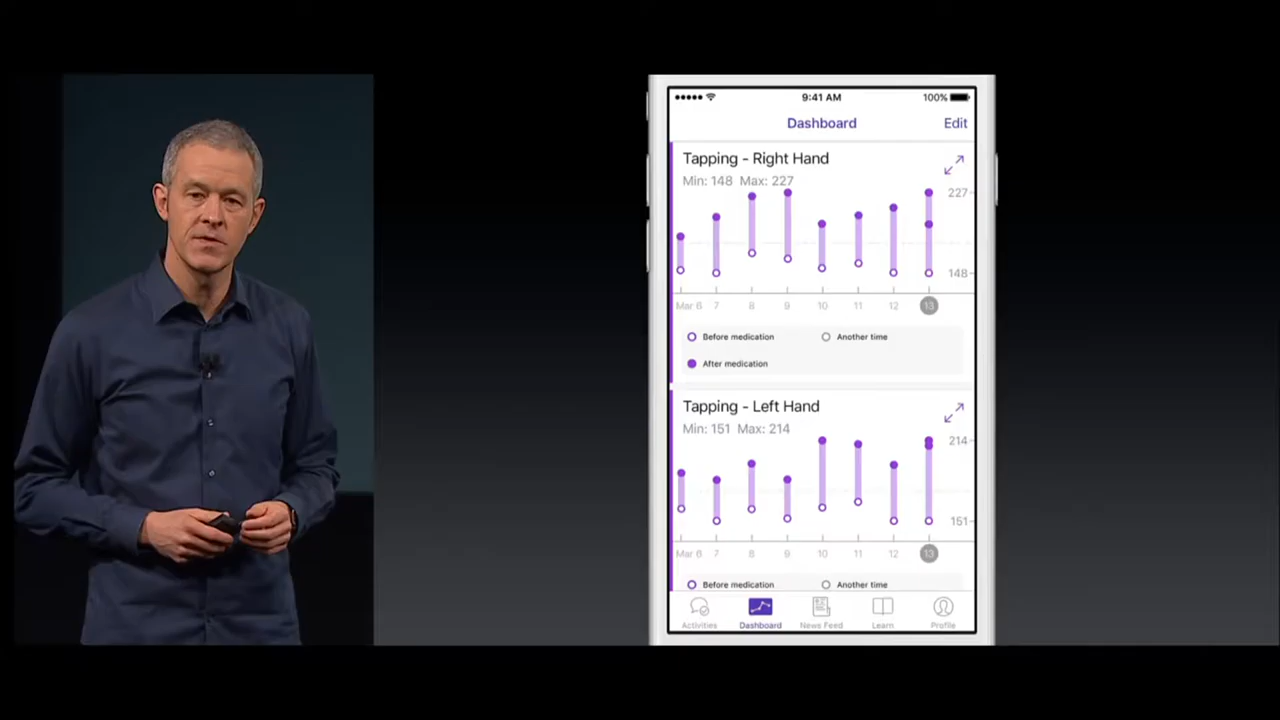 9:41 AM 100%
Dashboard Edit
Tapping - Right Hand
Min: 148 Max: 227
227
148
Mar 6 7 8 9 10 11 12 13
Before medication Another time
After medication
Tapping - Left Hand
Min: 151 Max: 214
214
151
Mar 6 7 8 9 10 11 12 13
Before medication Another time
Activities Dashboard News Feed Learn Profile